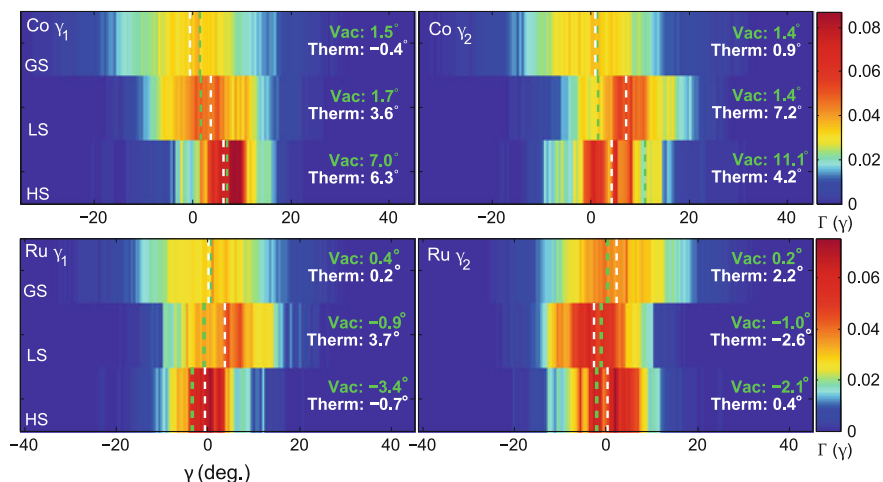 Co γ1
Vac: 1.5°
Therm: −0.4°
GS
Vac: 1.7°
Therm: 3.6°
LS
Vac: 7.0°
Therm: 6.3°
HS
−20 0 20
Co γ2
Vac: 1.4°
Therm: 0.9°
Vac: 1.4°
Therm: 7.2°
Vac: 11.1°
Therm: 4.2°
−20 0 20 40
0.08
0.06
0.04
0.02
0
Γ (γ)
Ru γ1
Vac: 0.4°
Therm: 0.2°
GS
Vac: −0.9°
Therm: 3.7°
LS
Vac: −3.4°
Therm: −0.7°
HS
−40 −20 0 20
γ (deg.)
Ru γ2
Vac: 0.2°
Therm: 2.2°
Vac: −1.0°
Therm: −2.6°
Vac: −2.1°
Therm: 0.4°
−40 −20 0 20 40
0.06
0.04
0.02
0
Γ (γ)